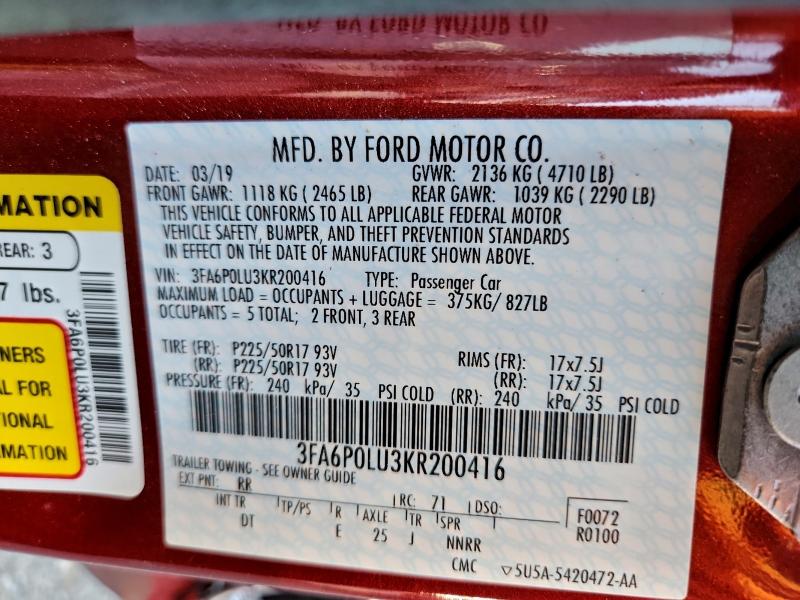 MFD. BY FORD MOTOR CO
MFD. BY FORD MOTOR CO.
DATE: 03/19 GVWR: 2136 KG ( 4710 LB)
FRONT GAWR: 1118 KG ( 2465 LB) REAR GAWR: 1039 KG ( 2290 LB)
THIS VEHICLE CONFORMS TO ALL APPLICABLE FEDERAL MOTOR
VEHICLE SAFETY, BUMPER, AND THEFT PREVENTION STANDARDS
IN EFFECT ON THE DATE OF MANUFACTURE SHOWN ABOVE.
VIN: 3FA6P0LU3KR200416 TYPE: Passenger Car
MAXIMUM LOAD = OCCUPANTS + LUGGAGE = 375KG/ 827LB
OCCUPANTS = 5 TOTAL; 2 FRONT, 3 REAR
TIRE (FR): P225/50R17 93V RIMS (FR): 17x7.5J
(RR): P225/50R17 93V (RR): 17x7.5J
PRESSURE (FR): 240 kPa/ 35 PSI COLD (RR): 240 kPa/ 35 PSI COLD
3FA6P0LU3KR200416
TRAILER TOWING - SEE OWNER GUIDE
EXT PNT: RR RC: 71 DSO:
INT TR TP/PS R AXLE TR SPR
DT E 25 J NNRR
F0072
R0100
CMC 5U5A-5420472-AA
MATION
REAR: 3
7 lbs.
NERS
AL FOR
TIONAL
RMATION
3FA6P0LU3KR200416